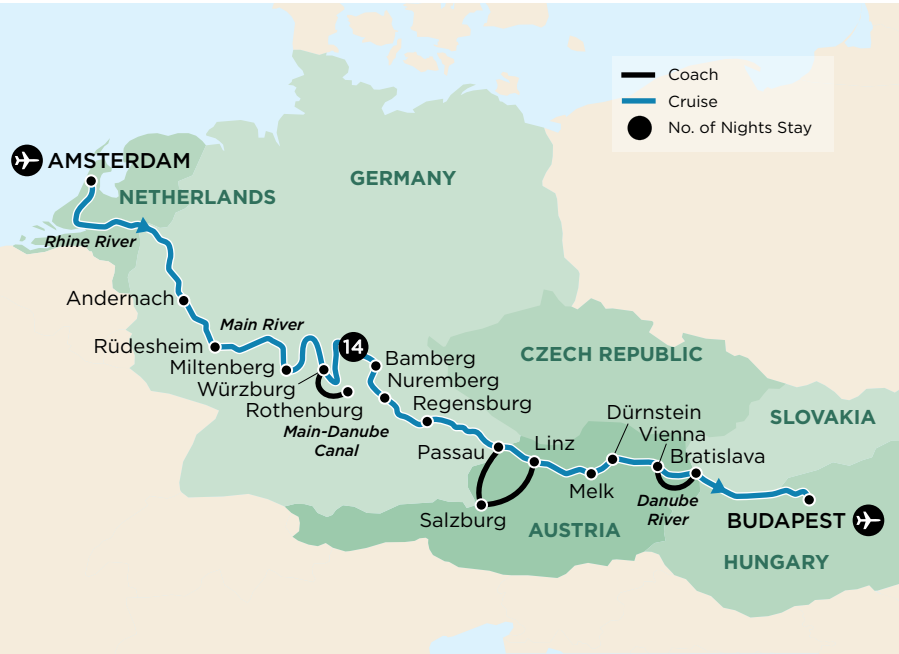 Coach
Cruise
No. of Nights Stay
AMSTERDAM
GERMANY
NETHERLANDS
Rhine River
Andernach
Main River
Rüdesheim
14
Bamberg
CZECH REPUBLIC
Miltenberg
Nuremberg
Würzburg
Rothenburg
Regensburg
Dürnstein
SLOVAKIA
Main-Danube
Canal
Vienna
Linz
Passau
Bratislava
Melk
Danube
River
Salzburg
BUDAPEST
AUSTRIA
HUNGARY